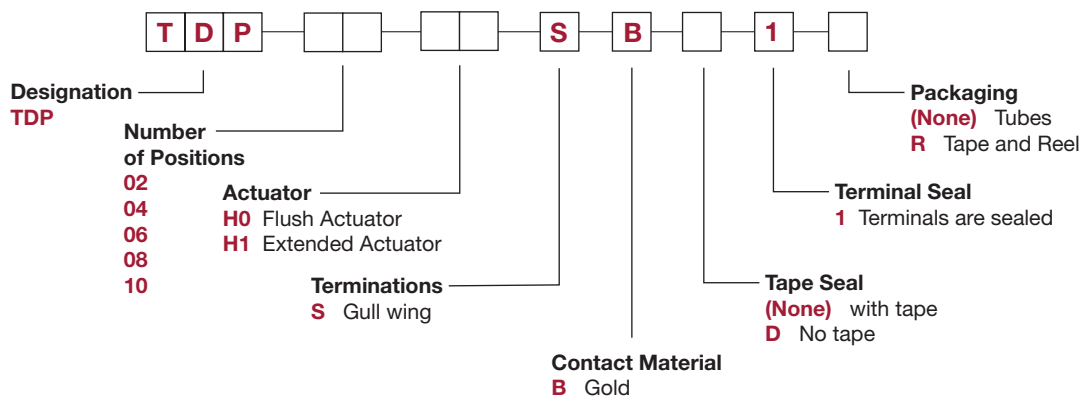 T D P S B 1
Designation
TDP
Number
of Positions
02
04
06
08
10
Actuator
H0 Flush Actuator
H1 Extended Actuator
Terminations
S Gull wing
Contact Material
B Gold
Tape Seal
(None) with tape
D No tape
Terminal Seal
1 Terminals are sealed
Packaging
(None) Tubes
R Tape and Reel